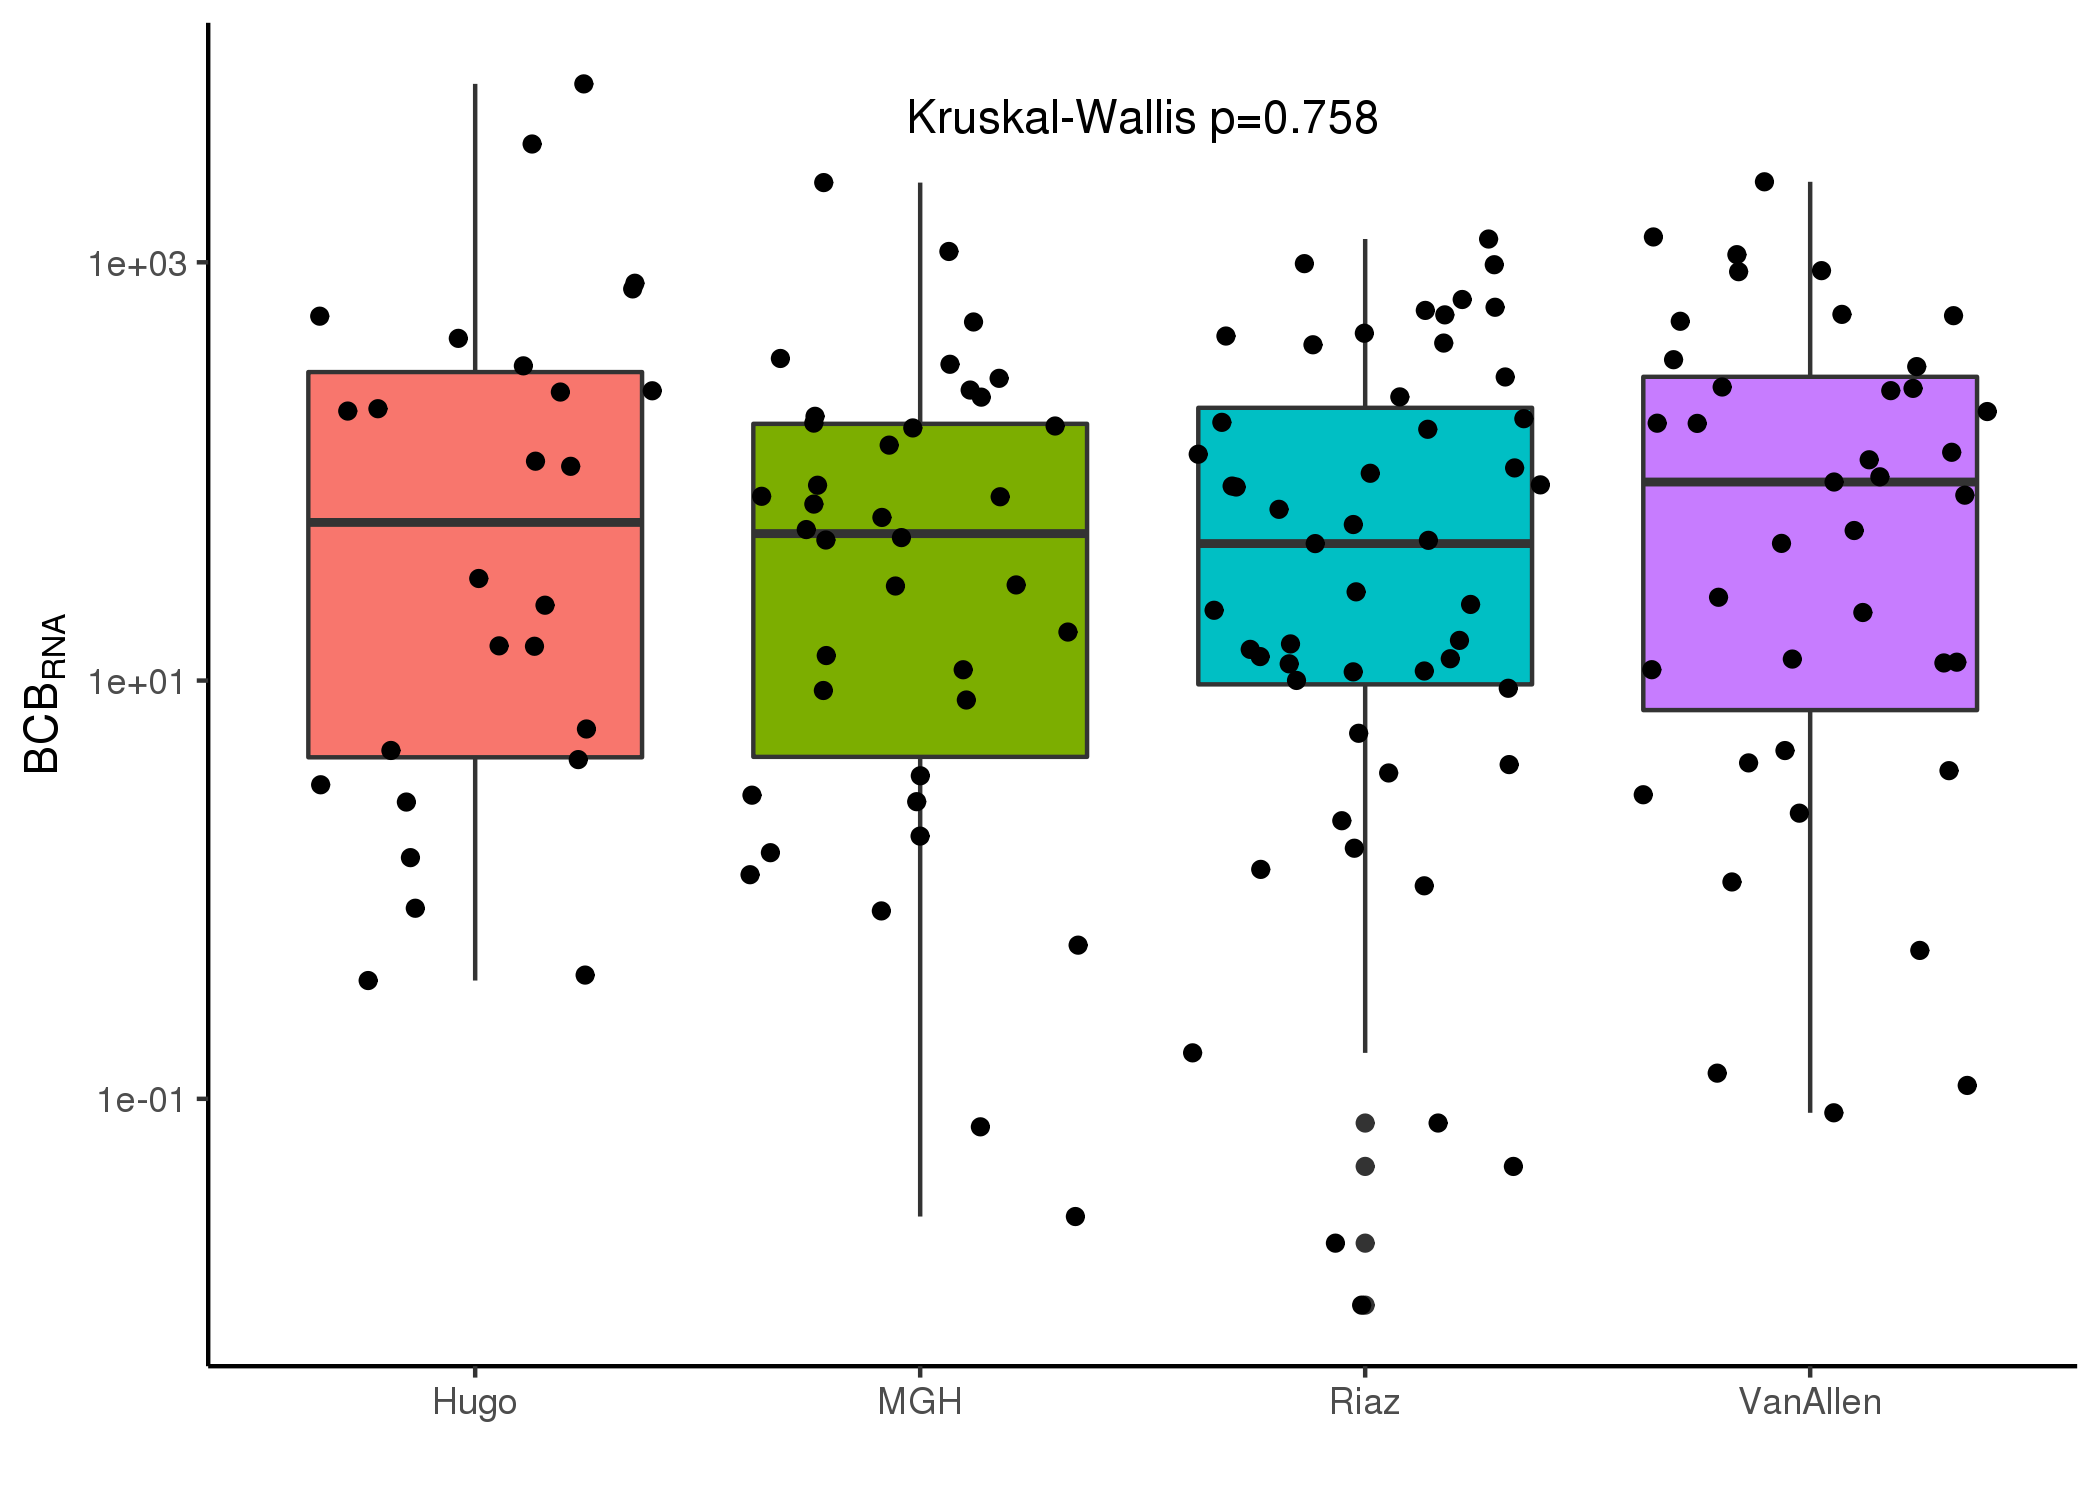 Kruskal-Wallis p=0.758
1e+03
1e+01
1e-01
BCBRNA
Hugo MGH Riaz VanAllen